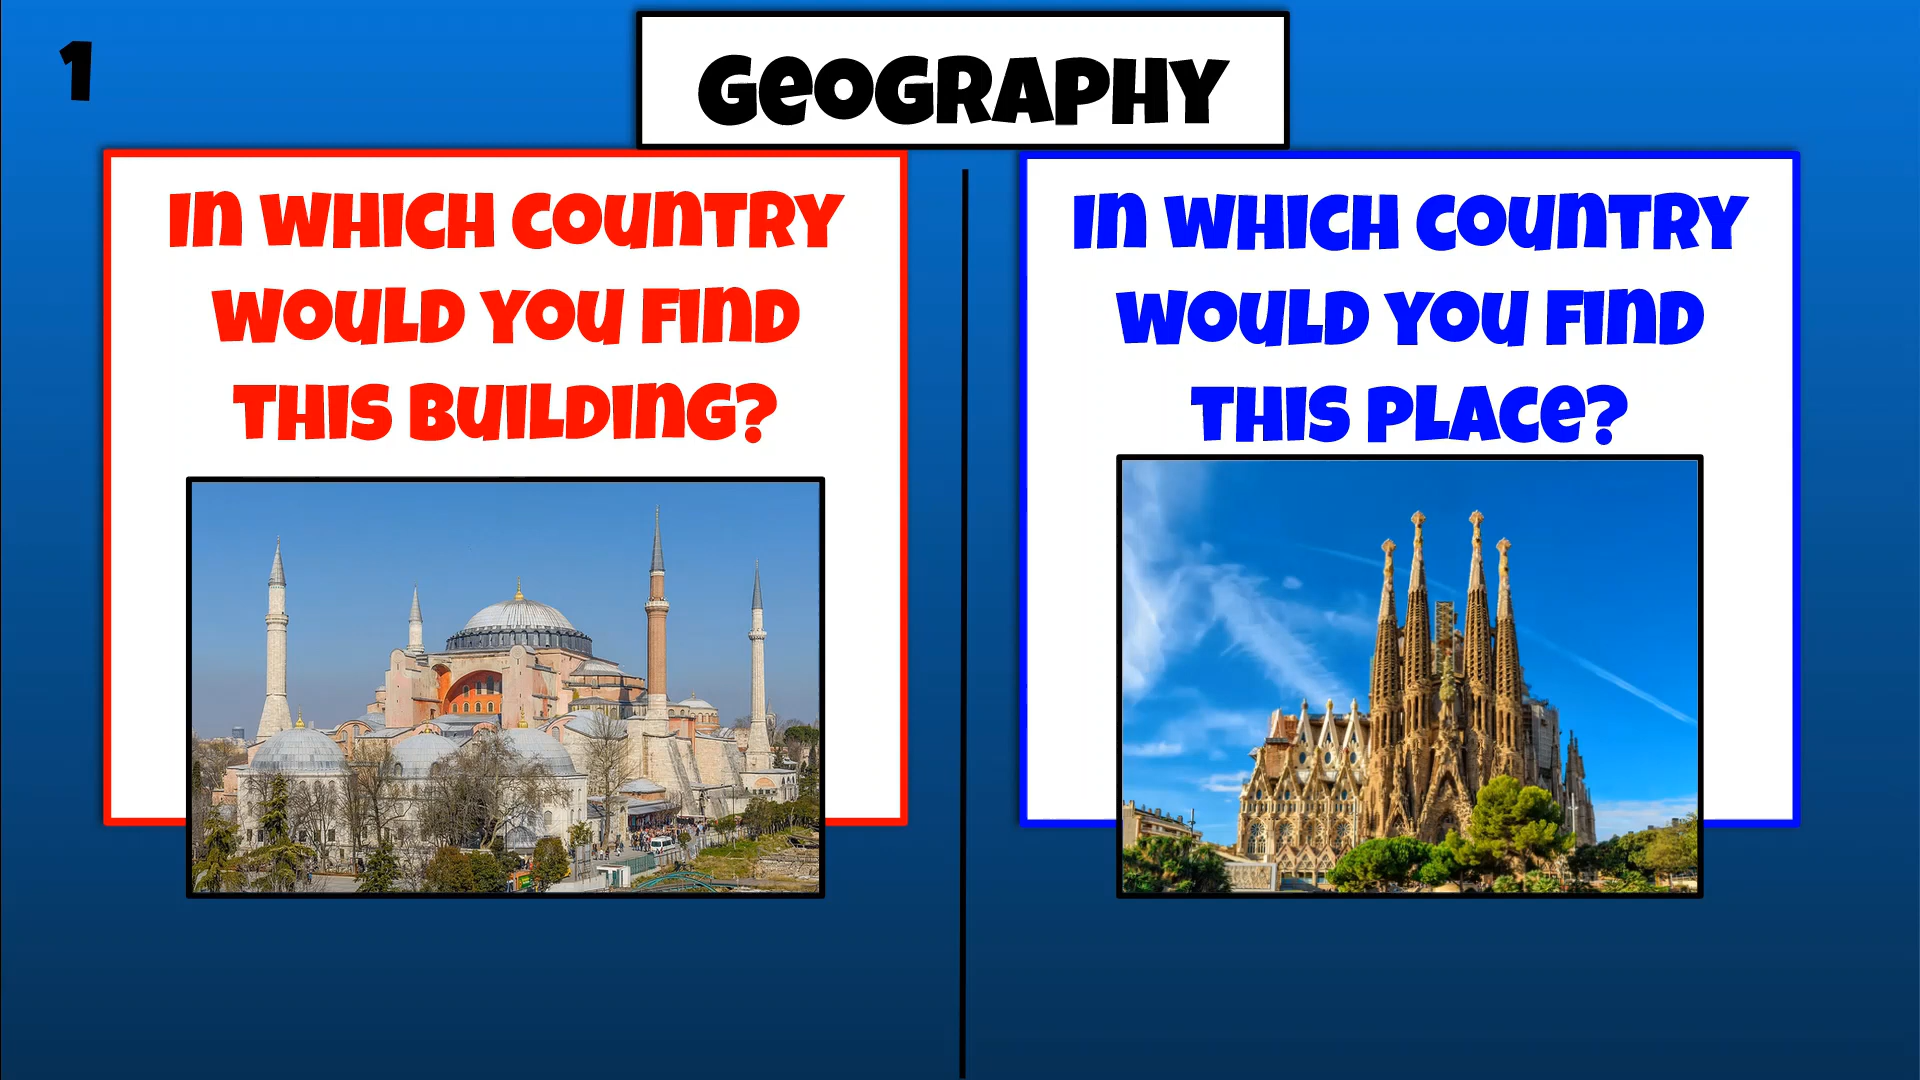 1
GEOGRAPHY
IN WHICH COUNTRY
WOULD YOU FIND
THIS BUILDING?
IN WHICH COUNTRY
WOULD YOU FIND
THIS PLACE?